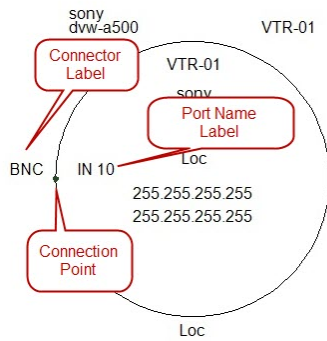 sony
dvw-a500
VTR-01
Connector
Label
VTR-01
sony
Port Name
Label
Loc
BNC
IN 10
255.255.255.255
255.255.255.255
Connection
Point
Loc